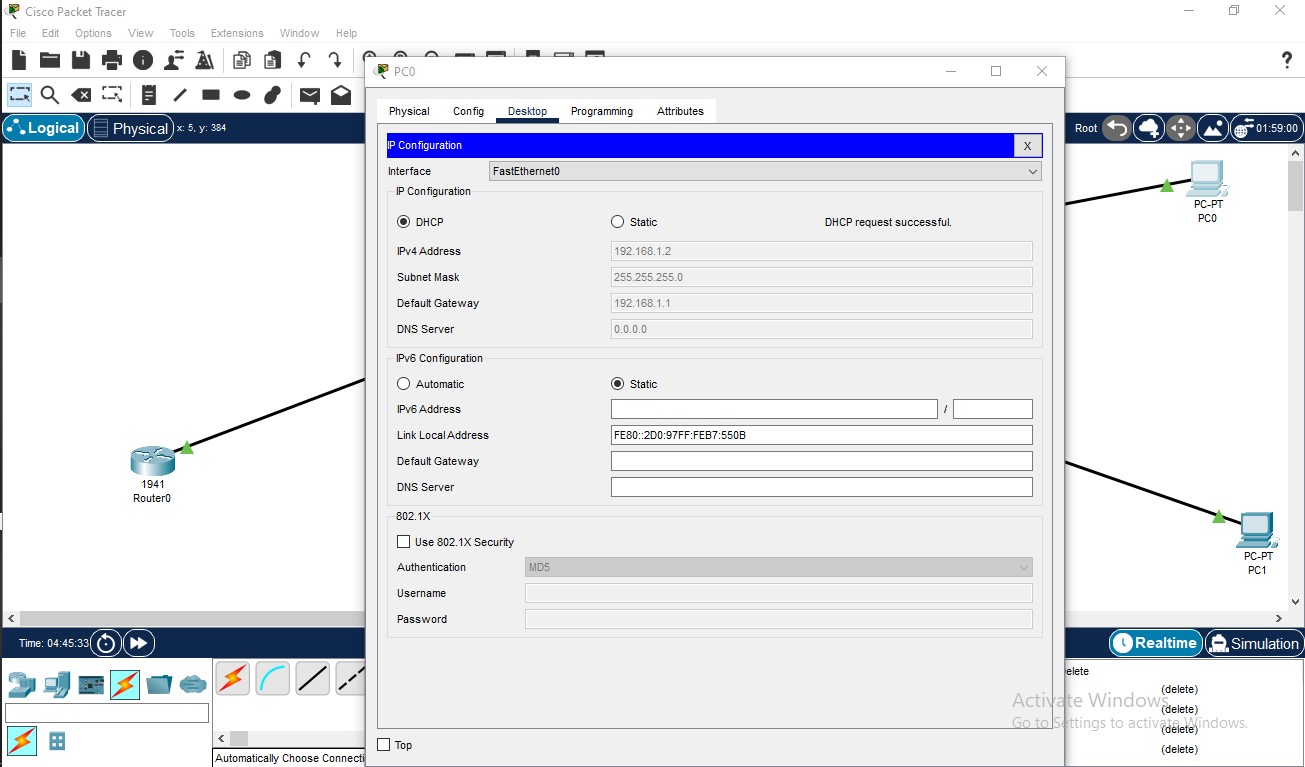 Cisco Packet Tracer
File Edit Options View Tools Extensions Window Help
?
PC0
Logical Physical x: 5, y: 384
Root 01:59:00
Physical Config Desktop Programming Attributes
IP Configuration X
Interface FastEthernet0
IP Configuration
DHCP Static DHCP request successful.
IPv4 Address 192.168.1.2
Subnet Mask 255.255.255.0
Default Gateway 192.168.1.1
DNS Server 0.0.0.0
IPv6 Configuration
Automatic Static
IPv6 Address /
Link Local Address FE80::2D0:97FF:FEB7:550B
Default Gateway
DNS Server
802.1X
Use 802.1X Security
Authentication MD5
Username
Password
Top
1941
Router0
PC-PT
PC0
PC-PT
PC1
Time: 04:45:33
Realtime Simulation
Automatically Choose Connecti
elete
(delete)
(delete)
(delete)
(delete)
Activate Windows
Go to Settings to activate Windows.